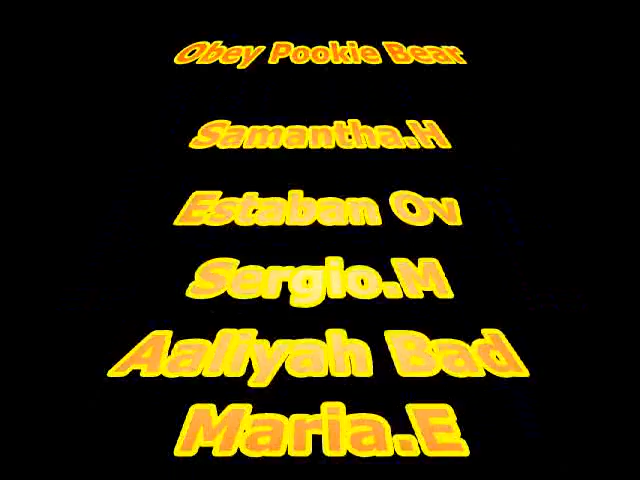 Obey Pookie Bear
Samantha.H
Estaban Ov
Sergio.M
Aaliyah Bad
Maria.E